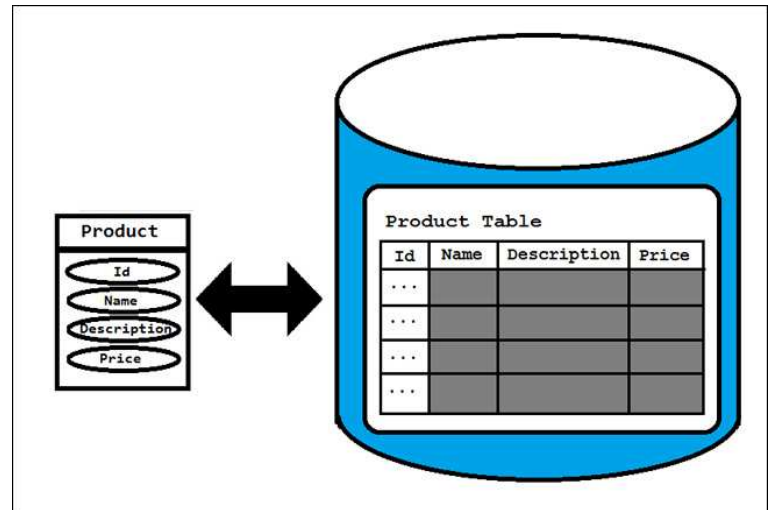 Product
Id
Name
Description
Price
Product Table
Id Name Description Price
...
...
...
...